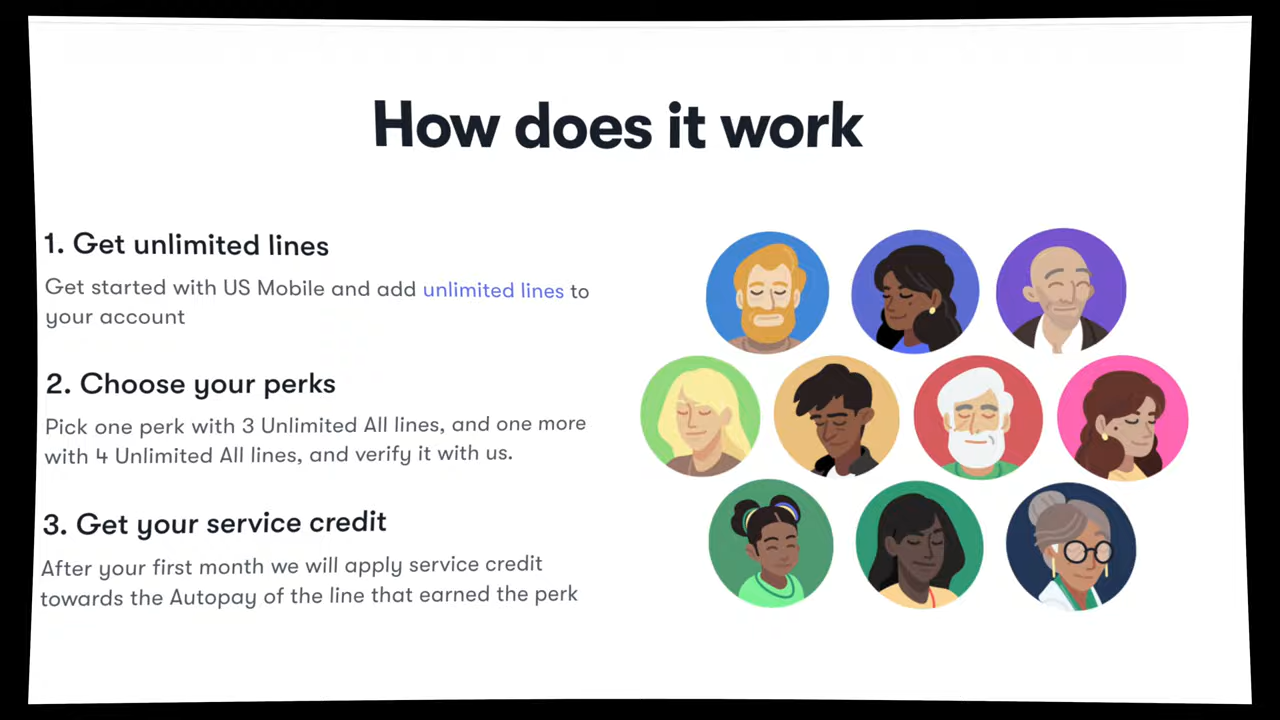 How does it work
1. Get unlimited lines
Get started with US Mobile and add unlimited lines to
your account
2. Choose your perks
Pick one perk with 3 Unlimited All lines, and one more
with 4 Unlimited All lines, and verify it with us.
3. Get your service credit
After your first month we will apply service credit
towards the Autopay of the line that earned the perk